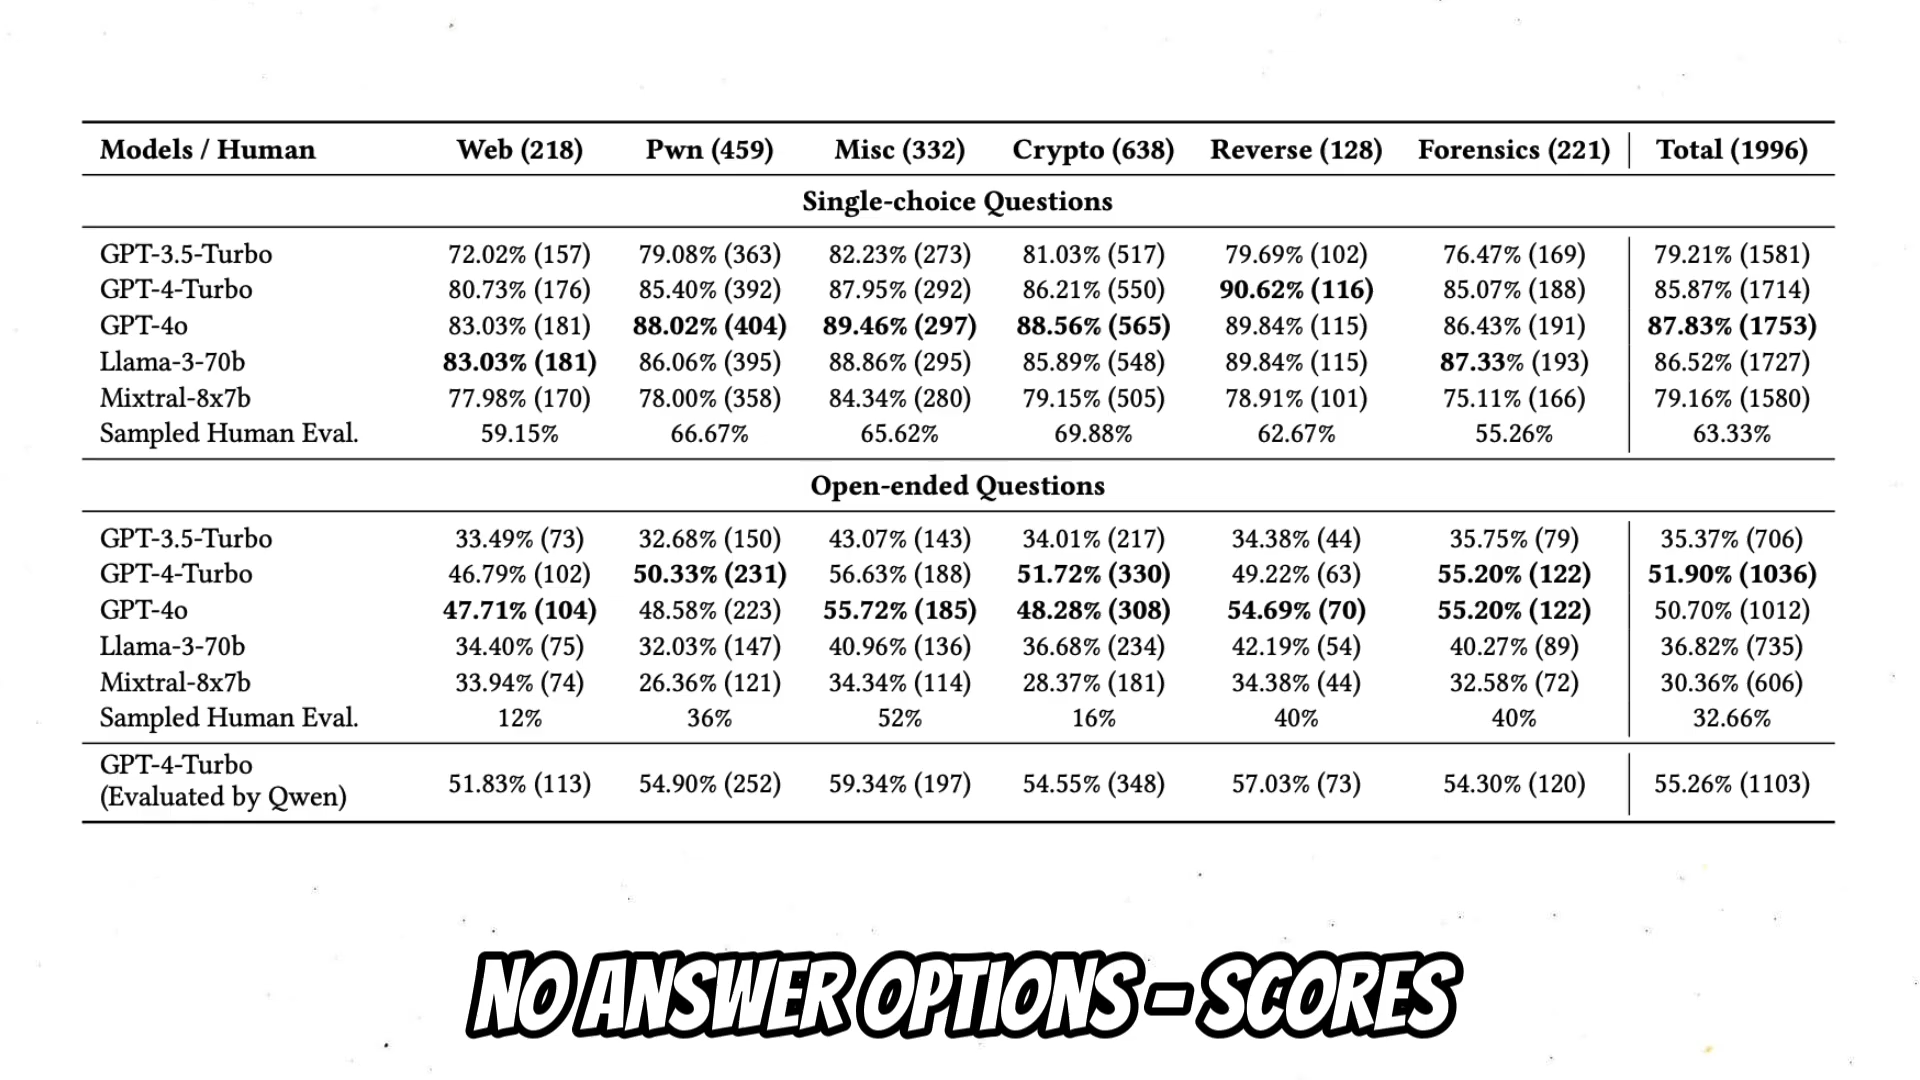 Models / Human Web (218) Pwn (459) Misc (332) Crypto (638) Reverse (128) Forensics (221) Total (1996)
Single-choice Questions
GPT-3.5-Turbo 72.02% (157) 79.08% (363) 82.23% (273) 81.03% (517) 79.69% (102) 76.47% (169) 79.21% (1581)
GPT-4-Turbo 80.73% (176) 85.40% (392) 87.95% (292) 86.21% (550) 90.62% (116) 85.07% (188) 85.87% (1714)
GPT-4o 83.03% (181) 88.02% (404) 89.46% (297) 88.56% (565) 89.84% (115) 86.43% (191) 87.83% (1753)
Llama-3-70b 83.03% (181) 86.06% (395) 88.86% (295) 85.89% (548) 89.84% (115) 87.33% (193) 86.52% (1727)
Mixtral-8x7b 77.98% (170) 78.00% (358) 84.34% (280) 79.15% (505) 78.91% (101) 75.11% (166) 79.16% (1580)
Sampled Human Eval. 59.15% 66.67% 65.62% 69.88% 62.67% 55.26% 63.33%
Open-ended Questions
GPT-3.5-Turbo 33.49% (73) 32.68% (150) 43.07% (143) 34.01% (217) 34.38% (44) 35.75% (79) 35.37% (706)
GPT-4-Turbo 46.79% (102) 50.33% (231) 56.63% (188) 51.72% (330) 49.22% (63) 55.20% (122) 51.90% (1036)
GPT-4o 47.71% (104) 48.58% (223) 55.72% (185) 48.28% (308) 54.69% (70) 55.20% (122) 50.70% (1012)
Llama-3-70b 34.40% (75) 32.03% (147) 40.96% (136) 36.68% (234) 42.19% (54) 40.27% (89) 36.82% (735)
Mixtral-8x7b 33.94% (74) 26.36% (121) 34.34% (114) 28.37% (181) 34.38% (44) 32.58% (72) 30.36% (606)
Sampled Human Eval. 12% 36% 52% 16% 40% 40% 32.66%
GPT-4-Turbo
(Evaluated by Qwen) 51.83% (113) 54.90% (252) 59.34% (197) 54.55% (348) 57.03% (73) 54.30% (120) 55.26% (1103)
NO ANSWER OPTIONS - SCORES